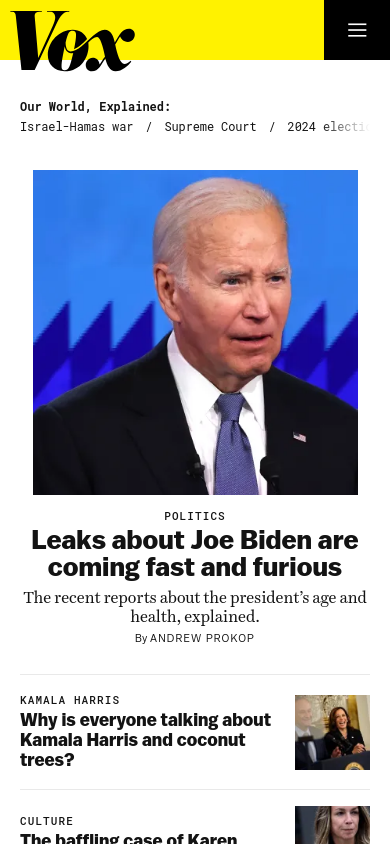 Vox
Our World, Explained:
Israel-Hamas war / Supreme Court / 2024 electi
POLITICS
Leaks about Joe Biden are
coming fast and furious
The recent reports about the president's age and
health, explained.
By ANDREW PROKOP
KAMALA HARRIS
Why is everyone talking about
Kamala Harris and coconut
trees?
CULTURE
The baffling case of Karen